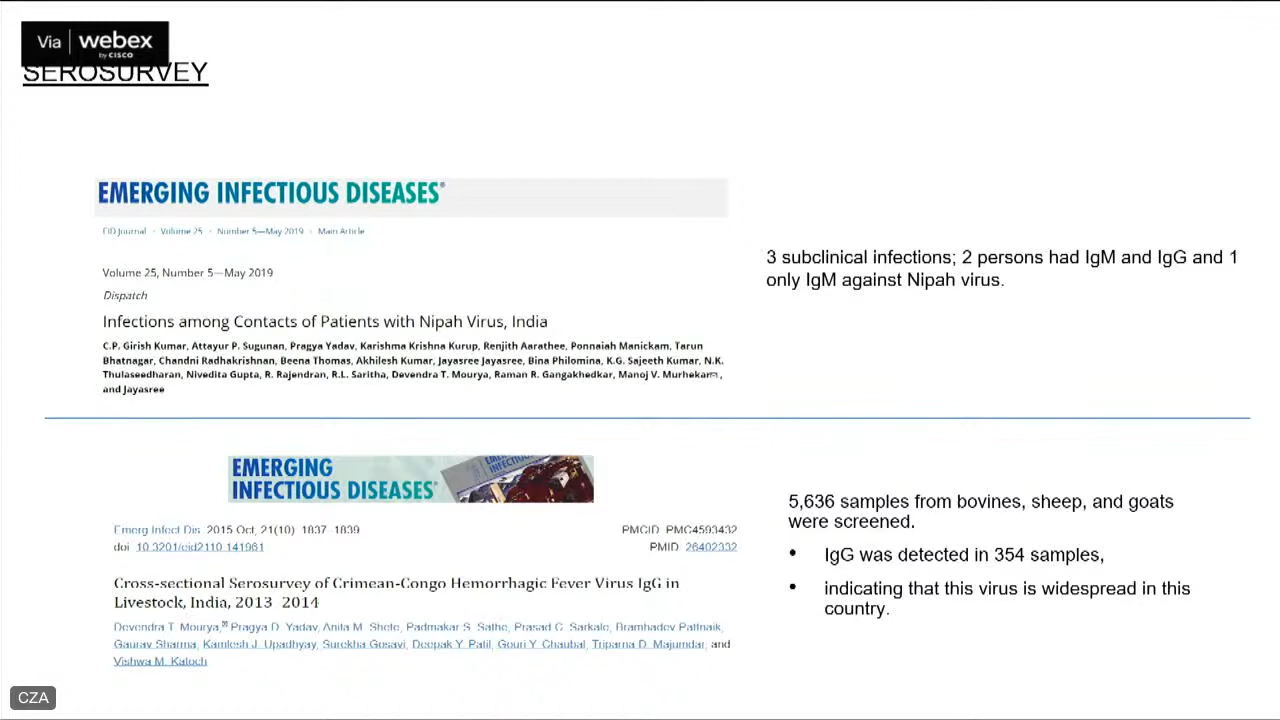 Via webex
by CISCO
SEROSURVEY
EMERGING INFECTIOUS DISEASES®
EID Journal Volume 25 Number 5—May 2019 Main Article
Volume 25, Number 5—May 2019
Dispatch
Infections among Contacts of Patients with Nipah Virus, India
C.P. Girish Kumar, Attayur P. Sugunan, Pragya Yadav, Karishma Krishna Kurup, Renjith Aarathee, Ponnaiah Manickam, Tarun
Bhatnagar, Chandni Radhakrishnan, Beena Thomas, Akhilesh Kumar, Jayasree Jayasree, Bina Philomina, K.G. Sajeeth Kumar, N.K.
Thulaseedharan, Nivedita Gupta, R. Rajendran, R.L. Saritha, Devendra T. Mourya, Raman R. Gangakhedkar, Manoj V. Murhekar,
and Jayasree
3 subclinical infections; 2 persons had IgM and IgG and 1
only IgM against Nipah virus.
EMERGING
INFECTIOUS DISEASES®
Emerg Infect Dis. 2015 Oct; 21(10): 1837–1839.
doi: 10.3201/eid2110.141961
PMCID: PMC4593432
PMID: 26402332
Cross-sectional Serosurvey of Crimean-Congo Hemorrhagic Fever Virus IgG in
Livestock, India, 2013–2014
Devendra T. Mourya, Pragya D. Yadav, Anita M. Shete, Padmakar S. Sathe, Prasad C. Sarkale, Bramhadev Pattnaik,
Gaurav Sharma, Kamlesh J. Upadhyay, Surekha Gosavi, Deepak Y. Patil, Gouri Y. Chaubal, Triparna D. Majumdar, and
Vishwa M. Katoch
5,636 samples from bovines, sheep, and goats
were screened.
• IgG was detected in 354 samples,
• indicating that this virus is widespread in this
country.
CZA